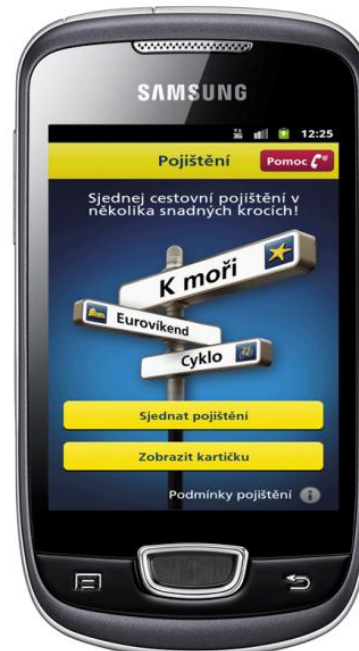 SAMSUNG
3G 12:25
Pojištění Pomoc
Sjednej cestovní pojištění v
několika snadných krocích!
K moři
Eurovíkend
Cyklo
Sjednat pojištění
Zobrazit kartičku
Podmínky pojištění i